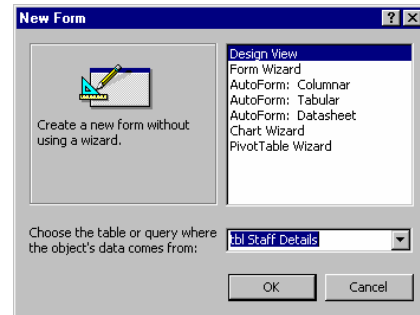 New Form
Design View
Form Wizard
AutoForm: Columnar
AutoForm: Tabular
AutoForm: Datasheet
Chart Wizard
PivotTable Wizard
Create a new form without
using a wizard.
Choose the table or query where
the object's data comes from:
tbl Staff Details
OK
Cancel